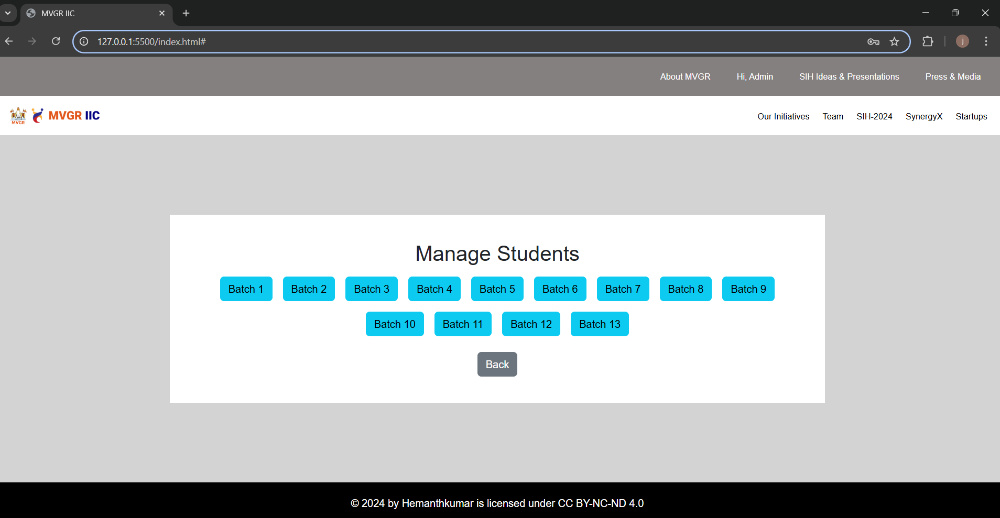 MVGR IIC
127.0.0.1:5500/index.html#
j
About MVGR Hi, Admin SIH Ideas & Presentations Press & Media
MVGR MVGR IIC
Our Initiatives Team SIH-2024 SynergyX Startups
Manage Students
Batch 1 Batch 2 Batch 3 Batch 4 Batch 5 Batch 6 Batch 7 Batch 8 Batch 9
Batch 10 Batch 11 Batch 12 Batch 13
Back
© 2024 by Hemanthkumar is licensed under CC BY-NC-ND 4.0